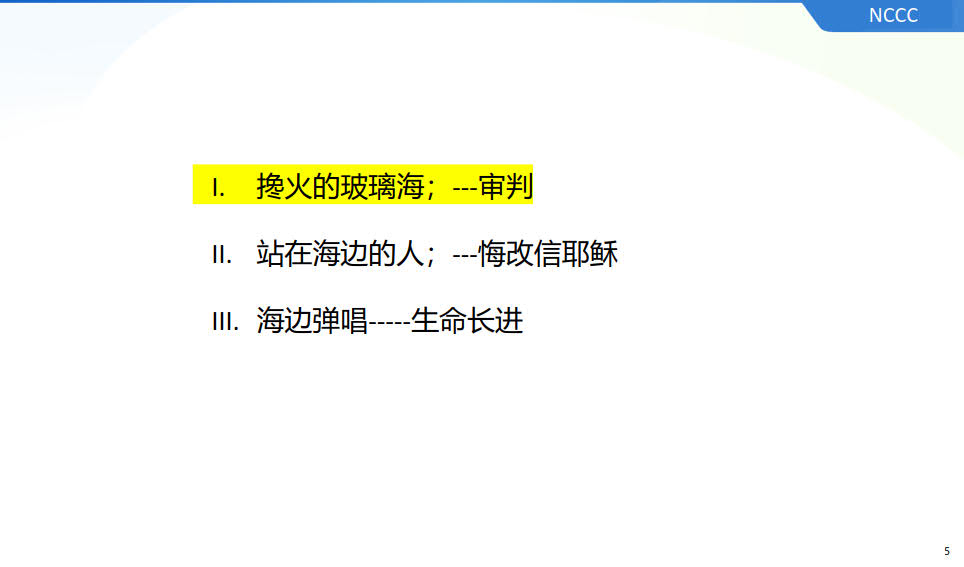 NCCC
I. 搀火的玻璃海；---审判
II. 站在海边的人；---悔改信耶稣
III. 海边弹唱-----生命长进
5